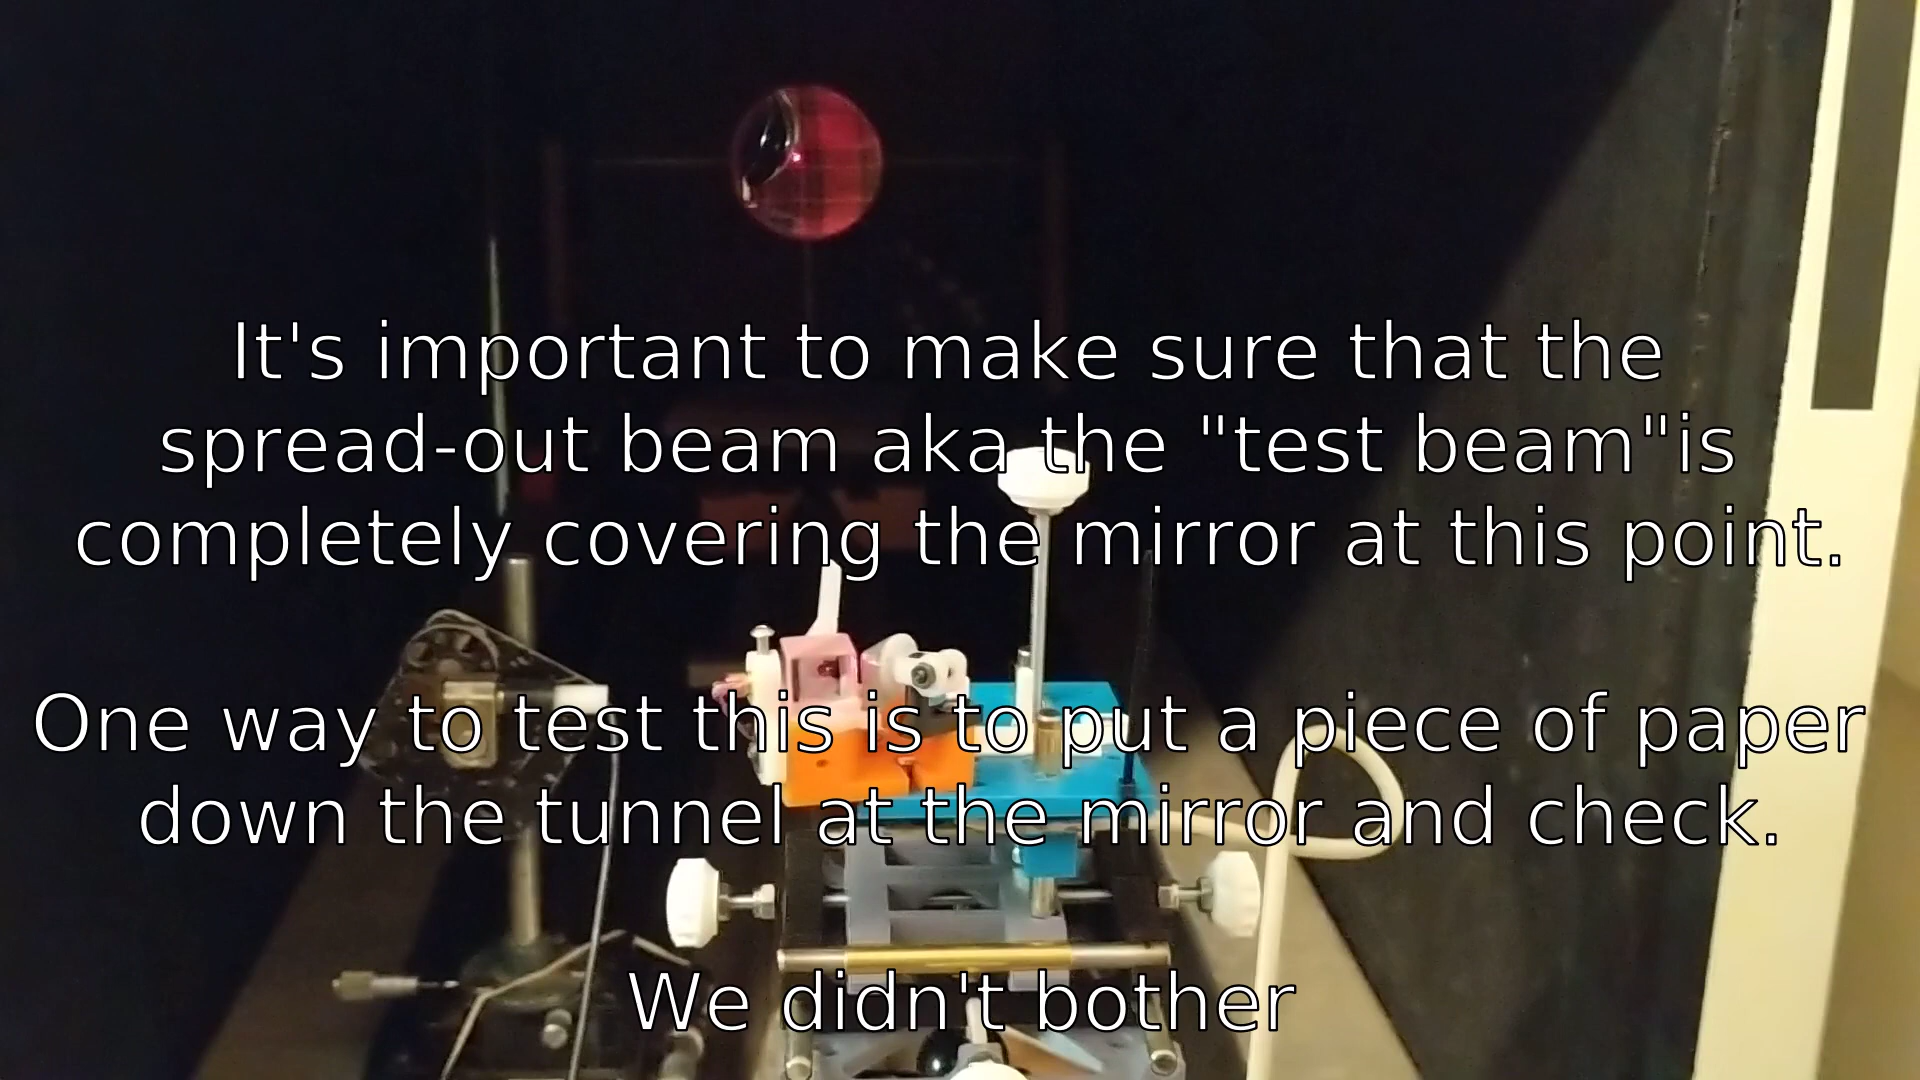 It's important to make sure that the
spread-out beam aka the "test beam"is
completely covering the mirror at this point.
One way to test this is to put a piece of paper
down the tunnel at the mirror and check.
We didn't bother